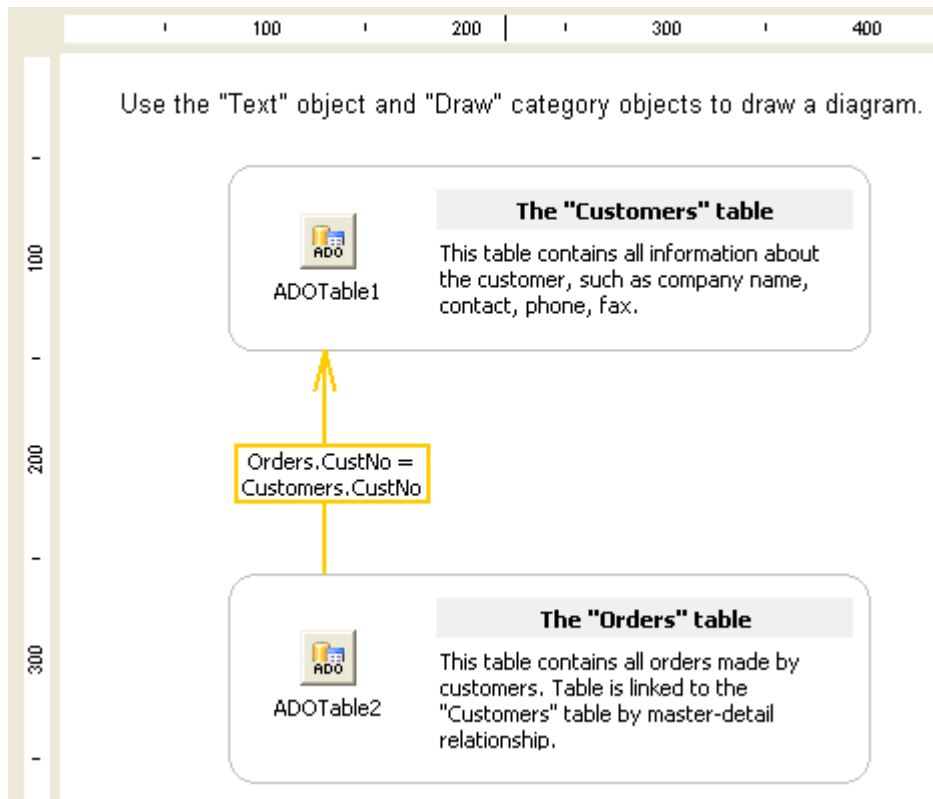 100 200 300 400
Use the "Text" object and "Draw" category objects to draw a diagram.
100
200
300
ADO
ADOTable1
The "Customers" table
This table contains all information about
the customer, such as company name,
contact, phone, fax.
Orders.CustNo =
Customers.CustNo
ADO
ADOTable2
The "Orders" table
This table contains all orders made by
customers. Table is linked to the
"Customers" table by master-detail
relationship.